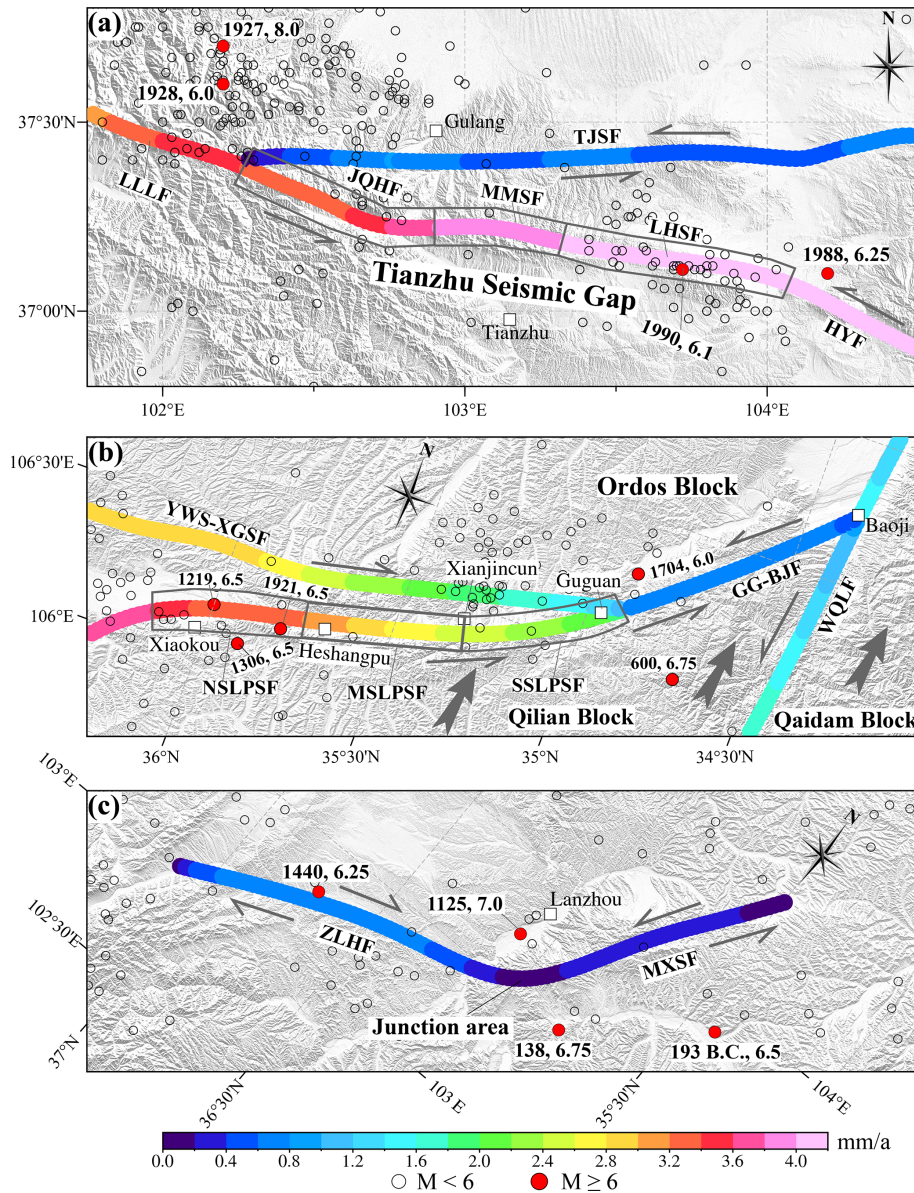 (a)
1927, 8.0
N
1928, 6.0
37°30'N
Gulang
TJSF
LLLF
JQHF
MMSF
LHSF
1988, 6.25
Tianzhu Seismic Gap
37°00'N
Tianzhu
1990, 6.1
HYF
102°E
103°E
104°E
(b)
106°30'E
N
Ordos Block
YWS-XGSF
Baoji
1219, 6.5
1921, 6.5
Xianjincun
1704, 6.0
Guguan
GG-BJF
106°E
WQLF
Xiaokou
1306, 6.5
Heshangpu
600, 6.75
NSLPSF
MSLPSF
SSLPSF
Qilian Block
Qaidam Block
36°N
35°30'N
35°N
34°30'N
103°E
(c)
N
1440, 6.25
1125, 7.0
Lanzhou
102°30'E
ZLHF
MXSF
Junction area
37°N
138, 6.75
193 B.C., 6.5
36°30'N
103 E
35°30'N
104°E
mm/a
0.0 0.4 0.8 1.2 1.6 2.0 2.4 2.8 3.2 3.6 4.0
M < 6 M ≥ 6